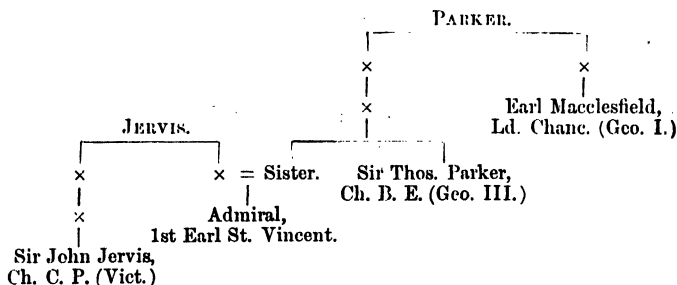 PARKER.
×
×
×
Earl Macclesfield,
Ld. Chanc. (Geo. I.)
JERVIS.
×
× = Sister.
Sir Thos. Parker,
Ch. B. E. (Geo. III.)
×
Admiral,
1st Earl St. Vincent.
Sir John Jervis,
Ch. C. P. (Vict.)